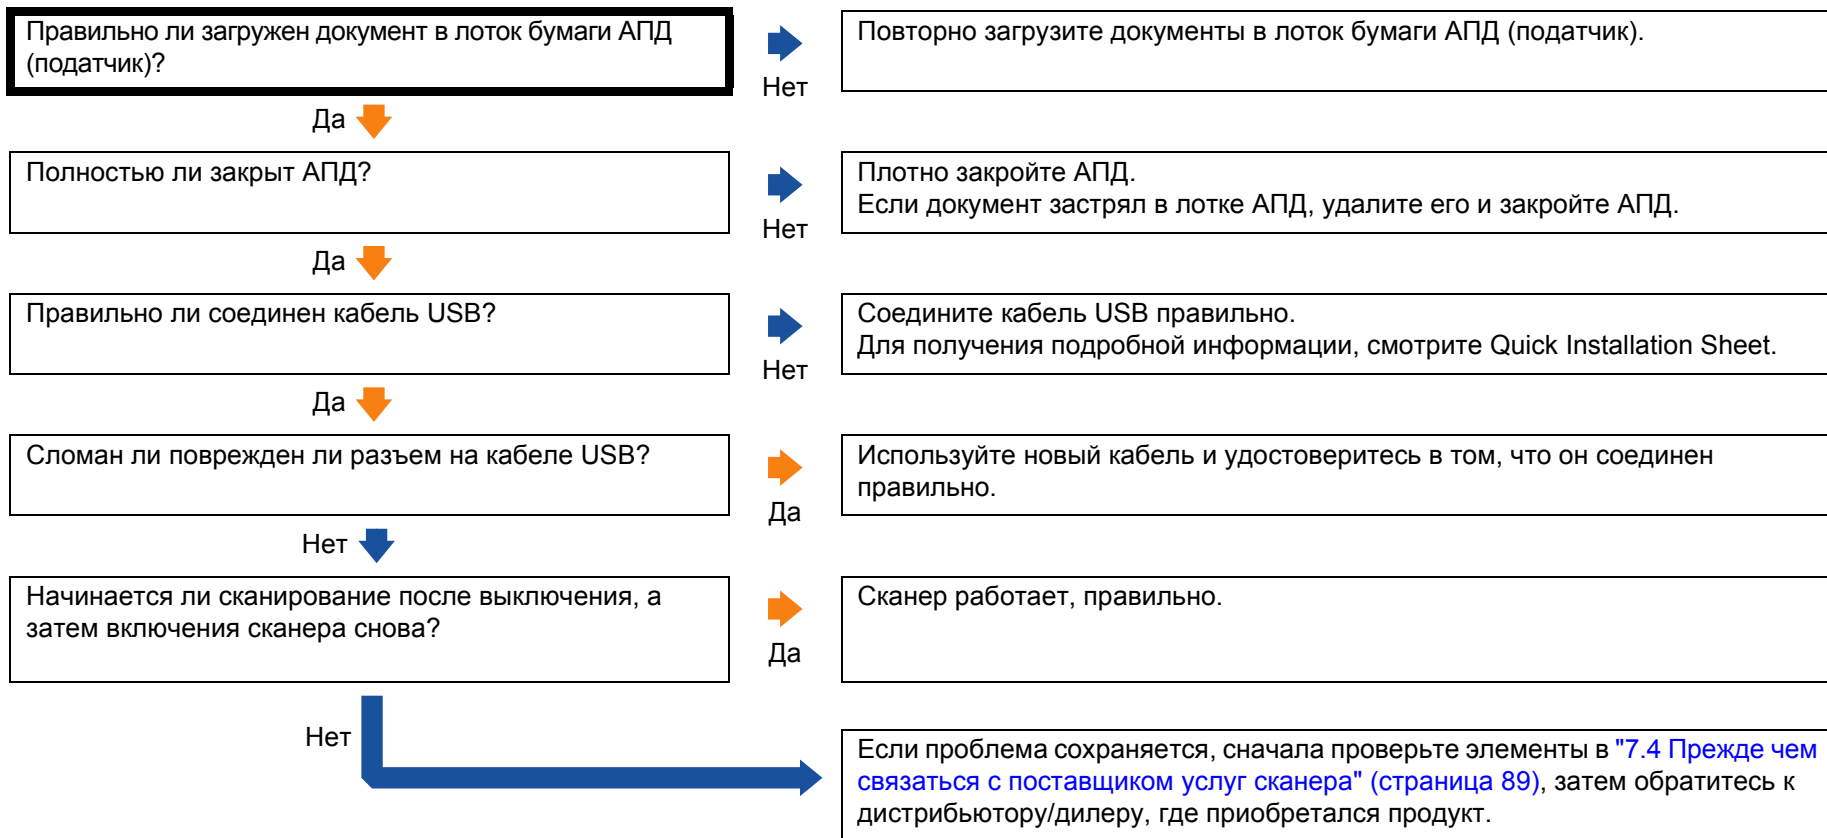 Правильно ли загружен документ в лоток бумаги АПД
(податчик)?
Нет
Повторно загрузите документы в лоток бумаги АПД (податчик).
Да
Полностью ли закрыт АПД?
Нет
Плотно закройте АПД.
Если документ застрял в лотке АПД, удалите его и закройте АПД.
Да
Правильно ли соединен кабель USB?
Нет
Соедините кабель USB правильно.
Для получения подробной информации, смотрите Quick Installation Sheet.
Да
Сломан ли поврежден ли разъем на кабеле USB?
Да
Используйте новый кабель и удостоверитесь в том, что он соединен
правильно.
Нет
Начинается ли сканирование после выключения, а
затем включения сканера снова?
Да
Сканер работает, правильно.
Нет
Если проблема сохраняется, сначала проверьте элементы в "7.4 Прежде чем
связаться с поставщиком услуг сканера" (страница 89), затем обратитесь к
дистрибьютору/дилеру, где приобретался продукт.